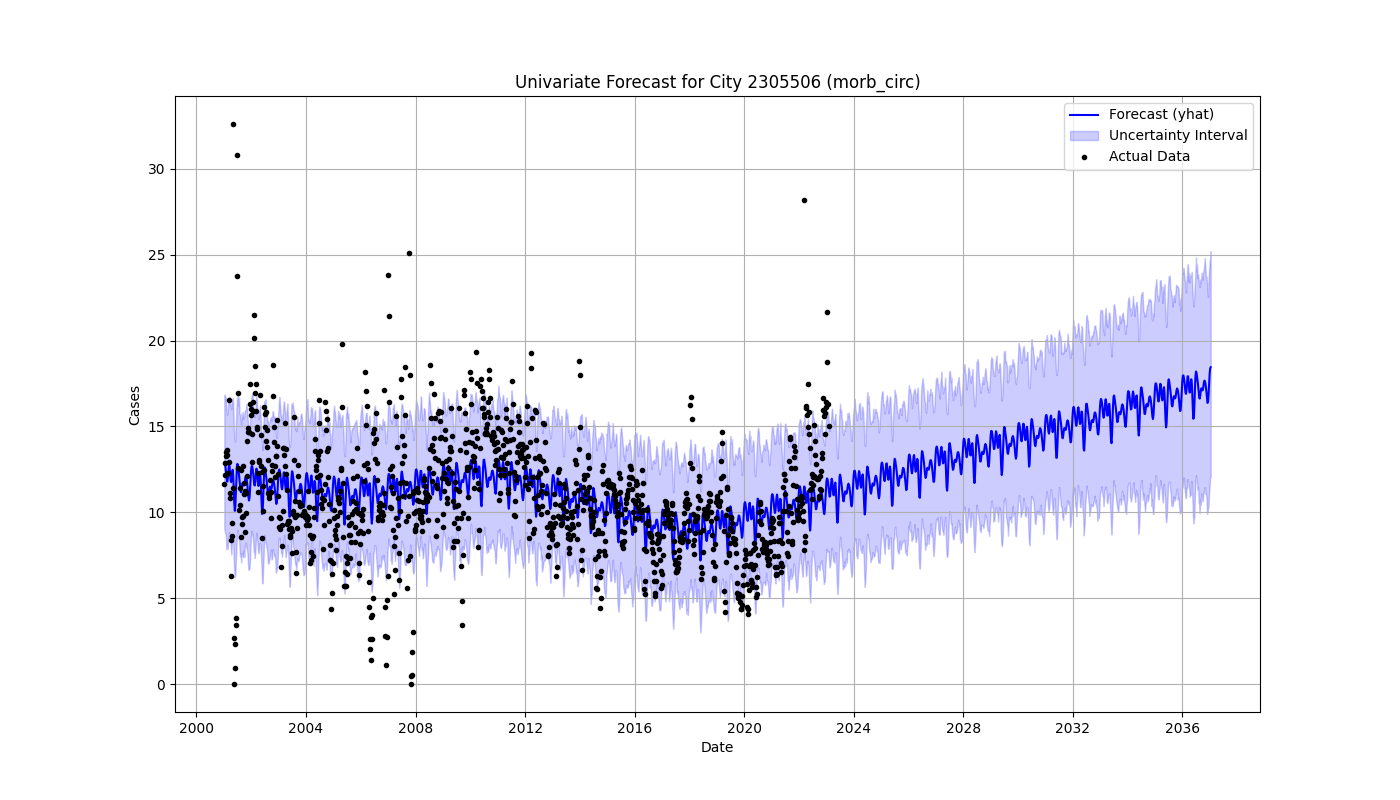 Univariate Forecast for City 2305506 (morb_circ)
Forecast (yhat)
Uncertainty Interval
Actual Data
Cases
30
25
20
15
10
5
0
2000 2004 2008 2012 2016 2020 2024 2028 2032 2036
Date